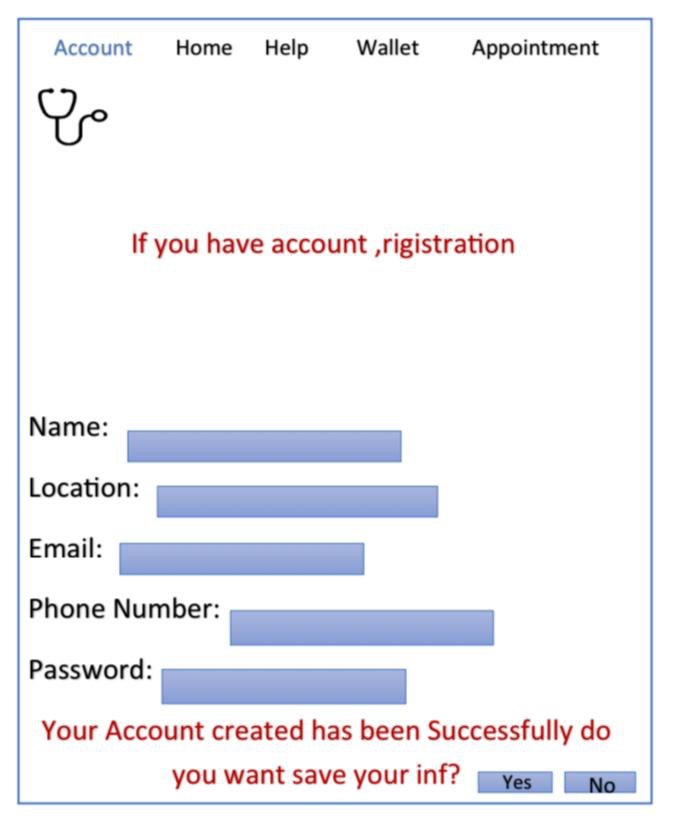 Account Home Help Wallet Appointment
If you have account ,rigistration
Name:
Location:
Email:
Phone Number:
Password:
Your Account created has been Successfully do
you want save your inf? Yes No